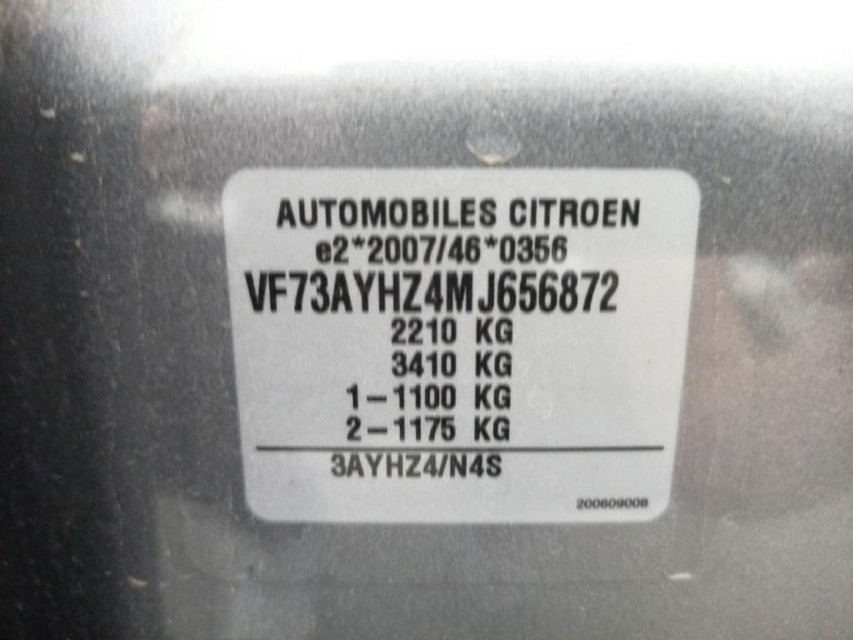 AUTOMOBILES CITROEN
e2*2007/46*0356
VF73AYHZ4MJ656872
2210 KG
3410 KG
1-1100 KG
2-1175 KG
3AYHZ4/N4S
200609008